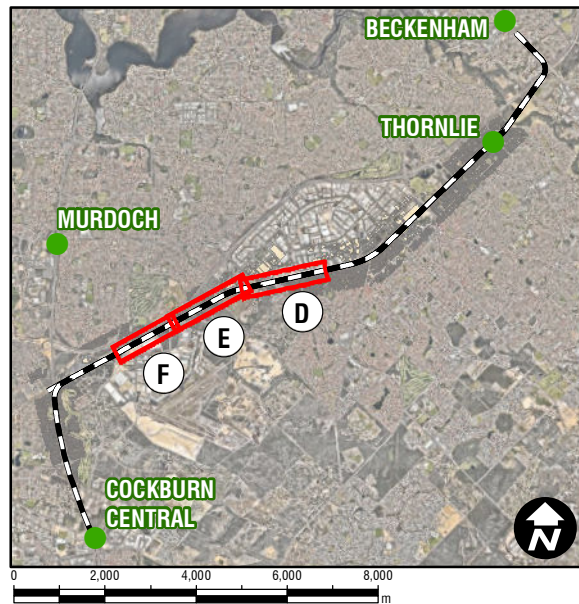 BECKENHAM
THORNLIE
MURDOCH
D
E
F
COCKBURN
CENTRAL
N
0 2,000 4,000 6,000 8,000
m